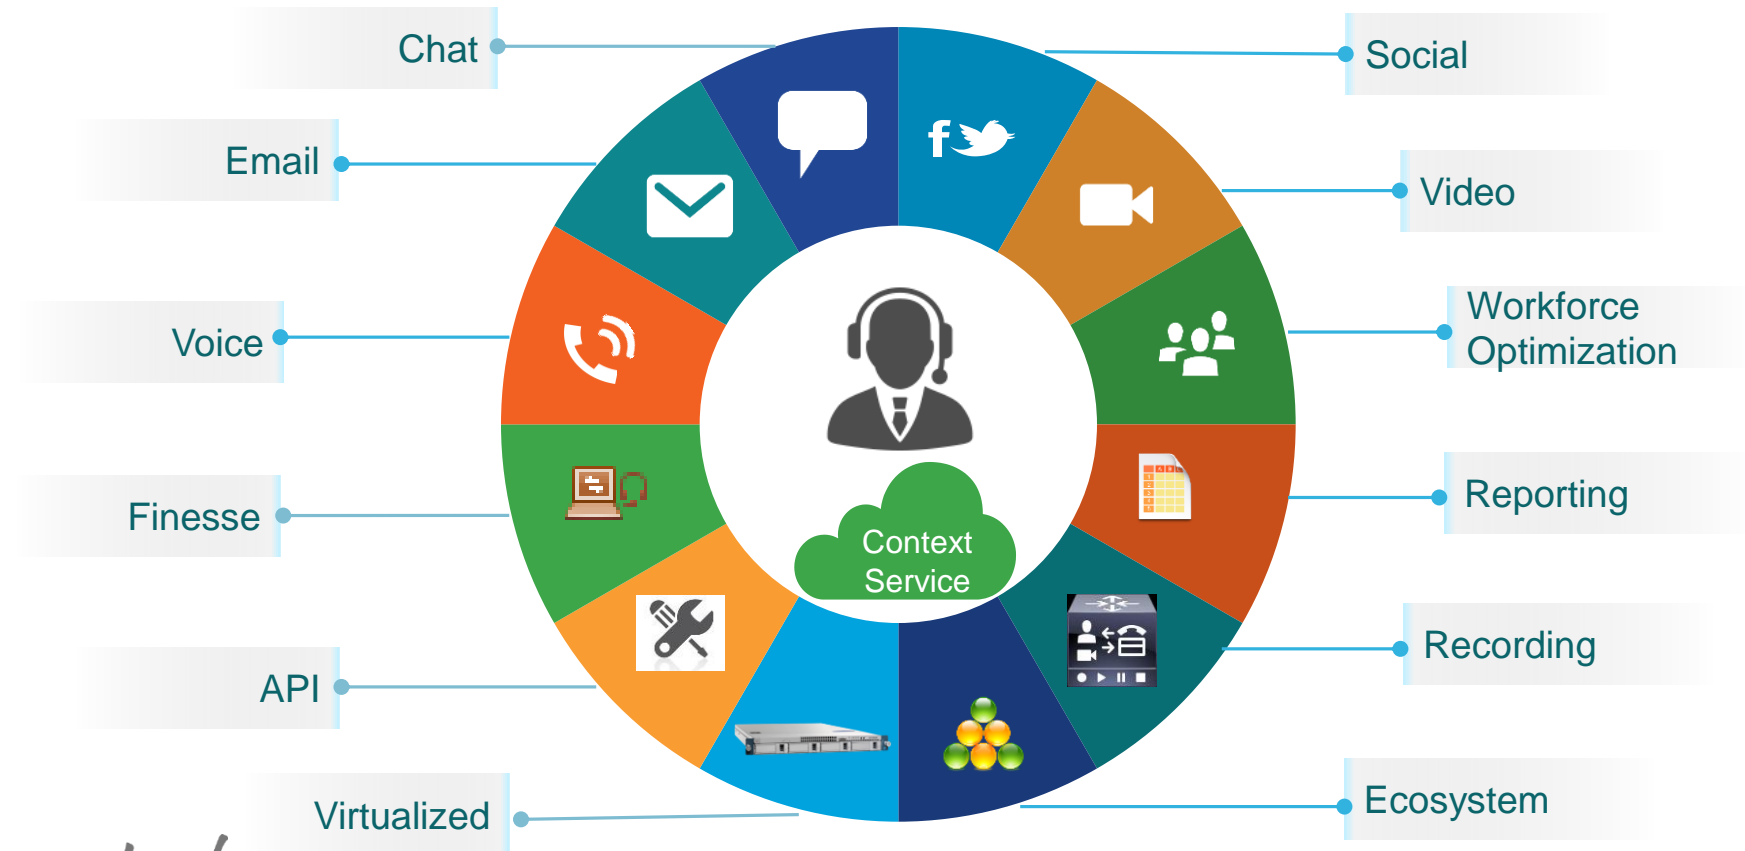 Chat
Social
Email
Video
Workforce
Optimization
Voice
Finesse
Reporting
Context
Service
API
Recording
Virtualized
Ecosystem